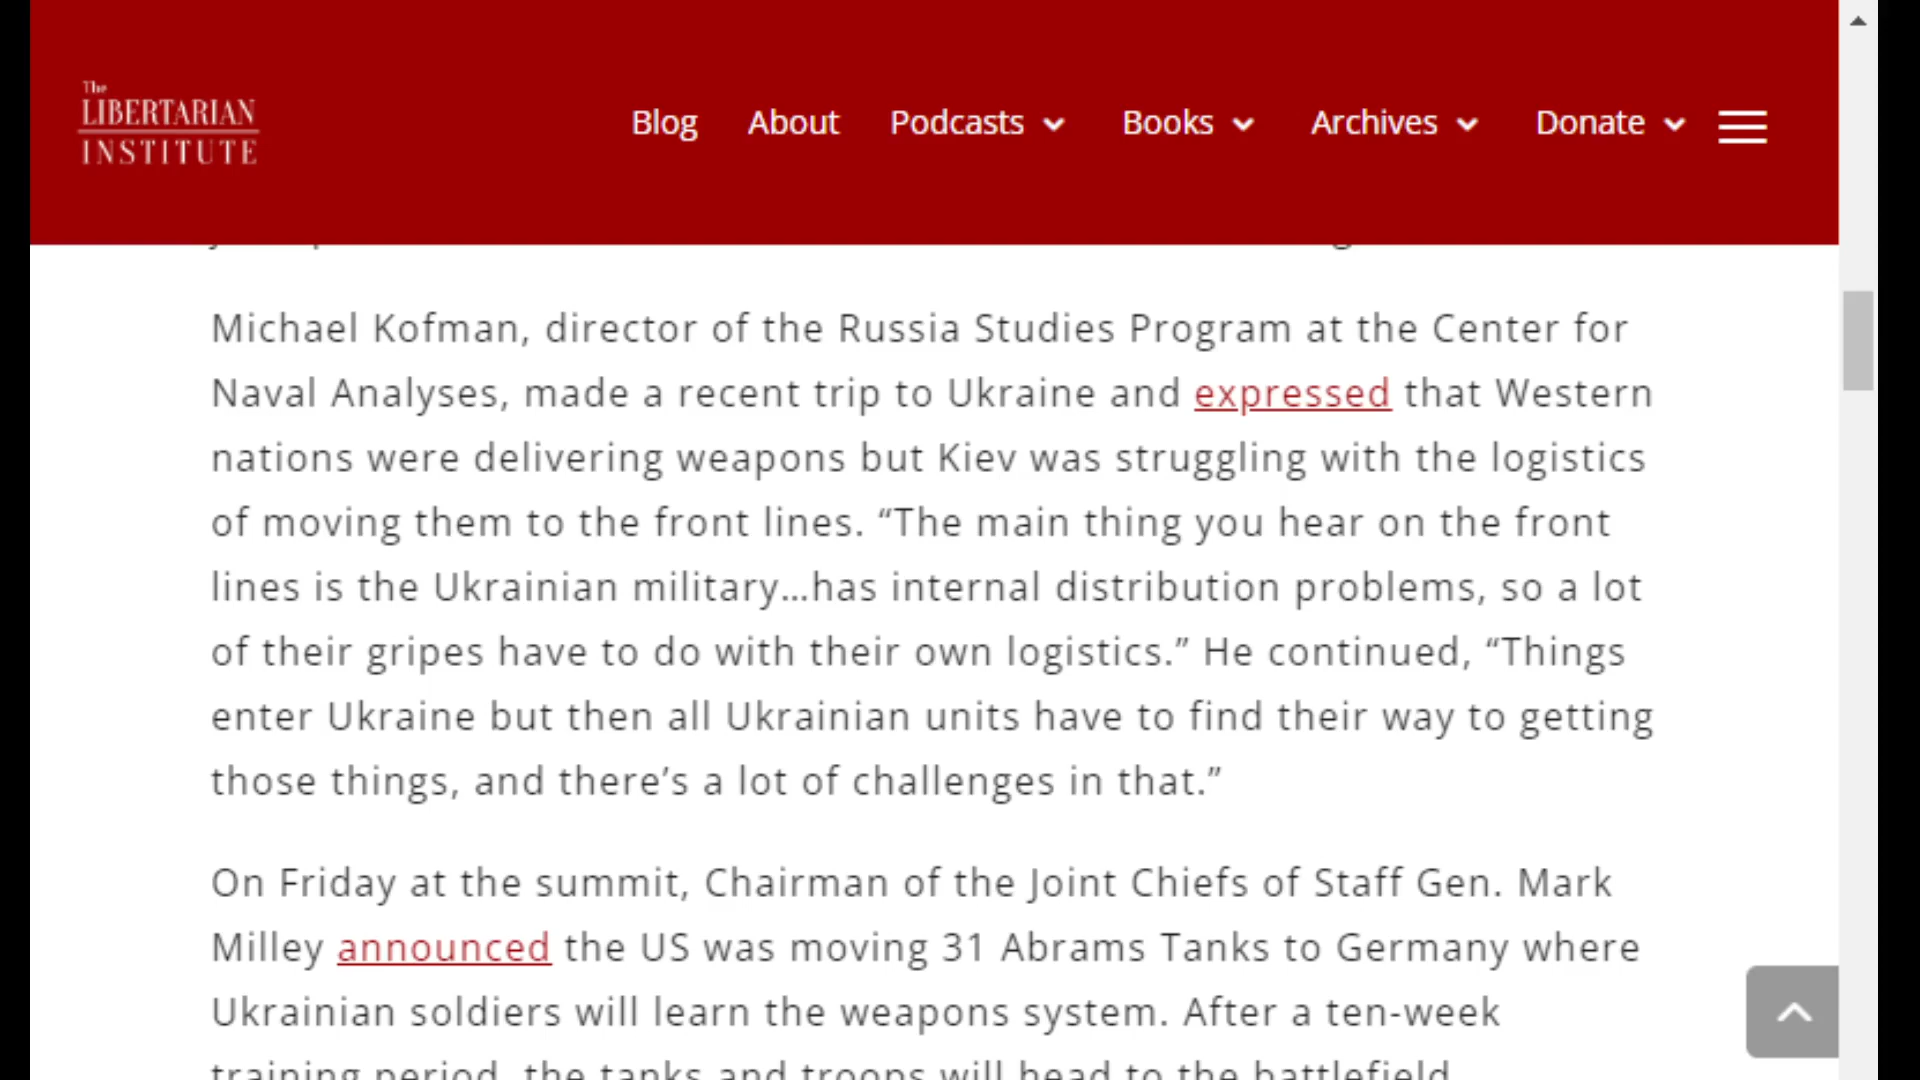 The
LIBERTARIAN
INSTITUTE
Blog About Podcasts Books Archives Donate
Michael Kofman, director of the Russia Studies Program at the Center for
Naval Analyses, made a recent trip to Ukraine and expressed that Western
nations were delivering weapons but Kiev was struggling with the logistics
of moving them to the front lines. “The main thing you hear on the front
lines is the Ukrainian military…has internal distribution problems, so a lot
of their gripes have to do with their own logistics.” He continued, “Things
enter Ukraine but then all Ukrainian units have to find their way to getting
those things, and there’s a lot of challenges in that.”
On Friday at the summit, Chairman of the Joint Chiefs of Staff Gen. Mark
Milley announced the US was moving 31 Abrams Tanks to Germany where
Ukrainian soldiers will learn the weapons system. After a ten-week
training period, the tanks and troops will head to the battlefield.